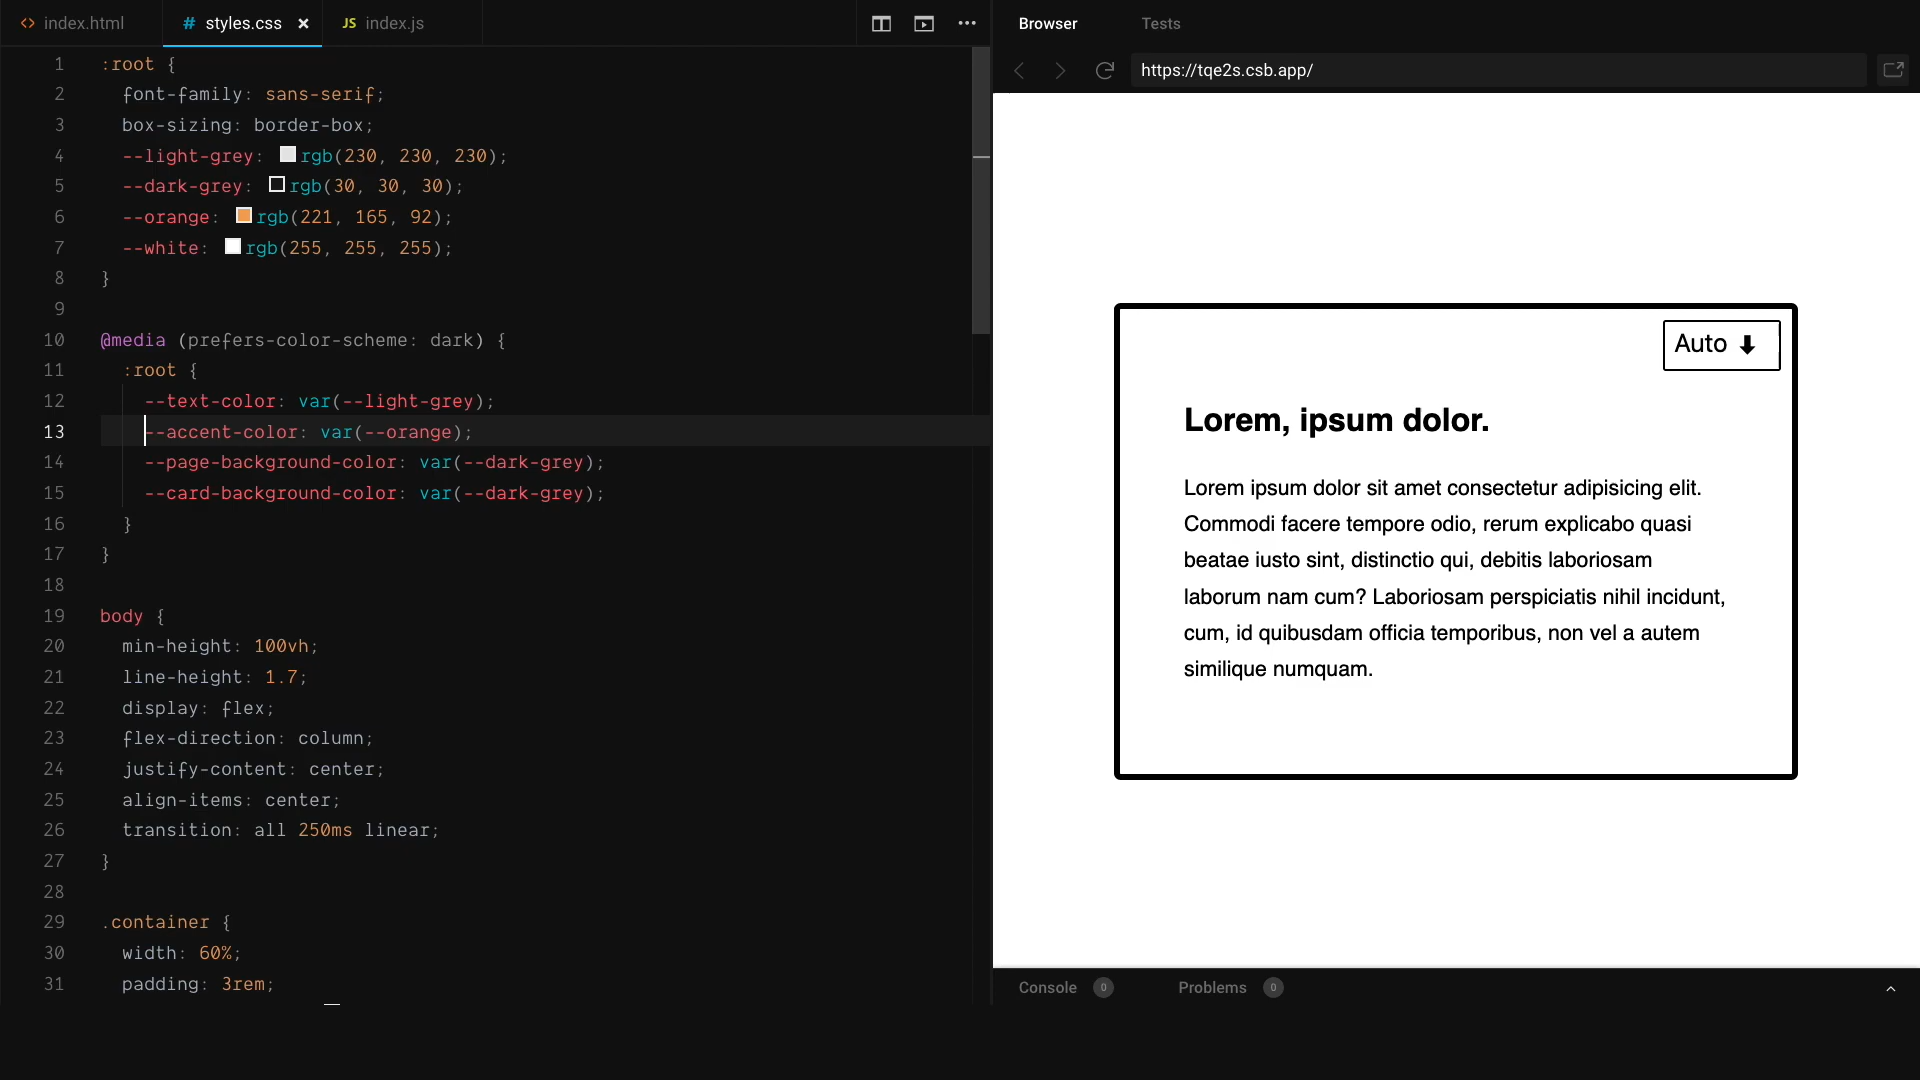 <> index.html # styles.css × JS index.js
1 :root {
2 font-family: sans-serif;
3 box-sizing: border-box;
4 --light-grey: rgb(230, 230, 230);
5 --dark-grey: rgb(30, 30, 30);
6 --orange: rgb(221, 165, 92);
7 --white: rgb(255, 255, 255);
8 }
9
10 @media (prefers-color-scheme: dark) {
11 :root {
12 --text-color: var(--light-grey);
13 --accent-color: var(--orange);
14 --page-background-color: var(--dark-grey);
15 --card-background-color: var(--dark-grey);
16 }
17 }
18
19 body {
20 min-height: 100vh;
21 line-height: 1.7;
22 display: flex;
23 flex-direction: column;
24 justify-content: center;
25 align-items: center;
26 transition: all 250ms linear;
27 }
28
29 .container {
30 width: 60%;
31 padding: 3rem;
Browser Tests
https://tqe2s.csb.app/
Auto ⬇
Lorem, ipsum dolor.
Lorem ipsum dolor sit amet consectetur adipisicing elit.
Commodi facere tempore odio, rerum explicabo quasi
beatae iusto sint, distinctio qui, debitis laboriosam
laborum nam cum? Laboriosam perspiciatis nihil incidunt,
cum, id quibusdam officia temporibus, non vel a autem
similique numquam.
Console 0 Problems 0